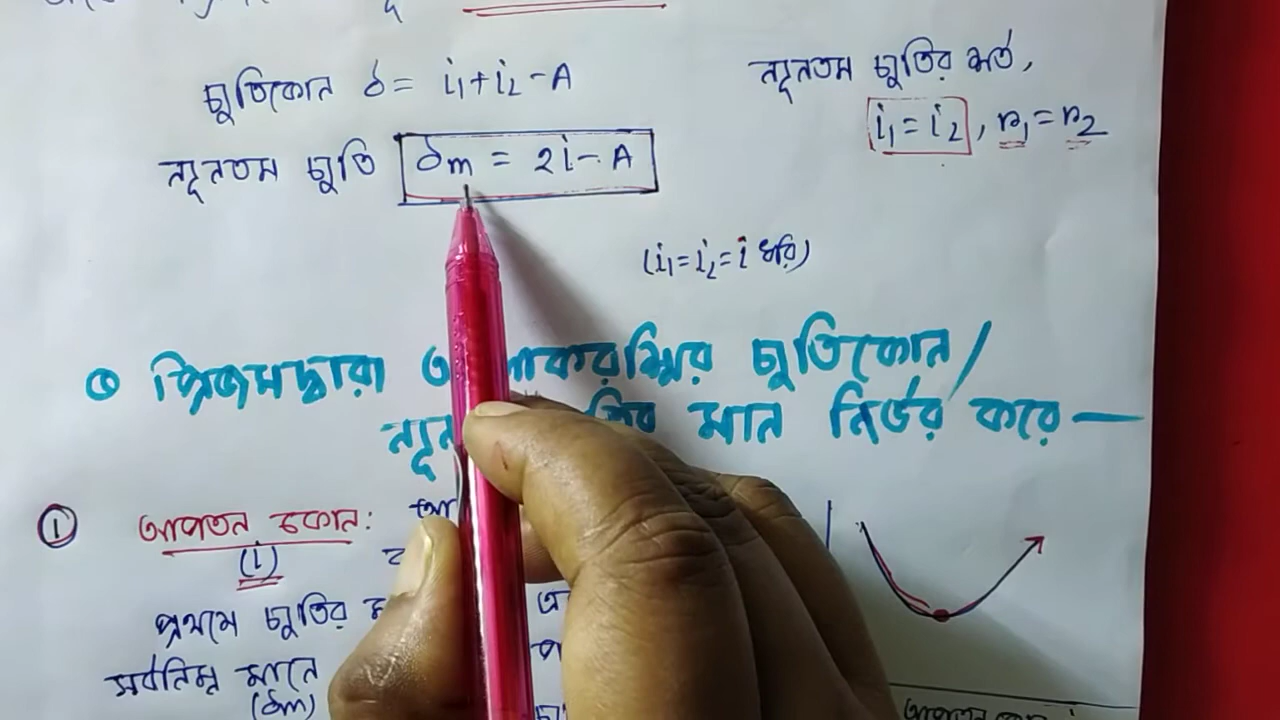 চ্যুতিকোন δ = i₁+i₂-A
ন্যূনতম চ্যুতি δm = 2i-A
ন্যূনতম চ্যুতির শর্ত,
i₁=i₂, r₁=r₂
(i₁=i₂=i ধরি)
প্রিজমদ্বারা চ্যুতিকোন/
মান নির্ভর করে—
① আপতন কোন:
(i)
প্রথমে চ্যুতির
সর্বনিম্ন মানে
(δm)